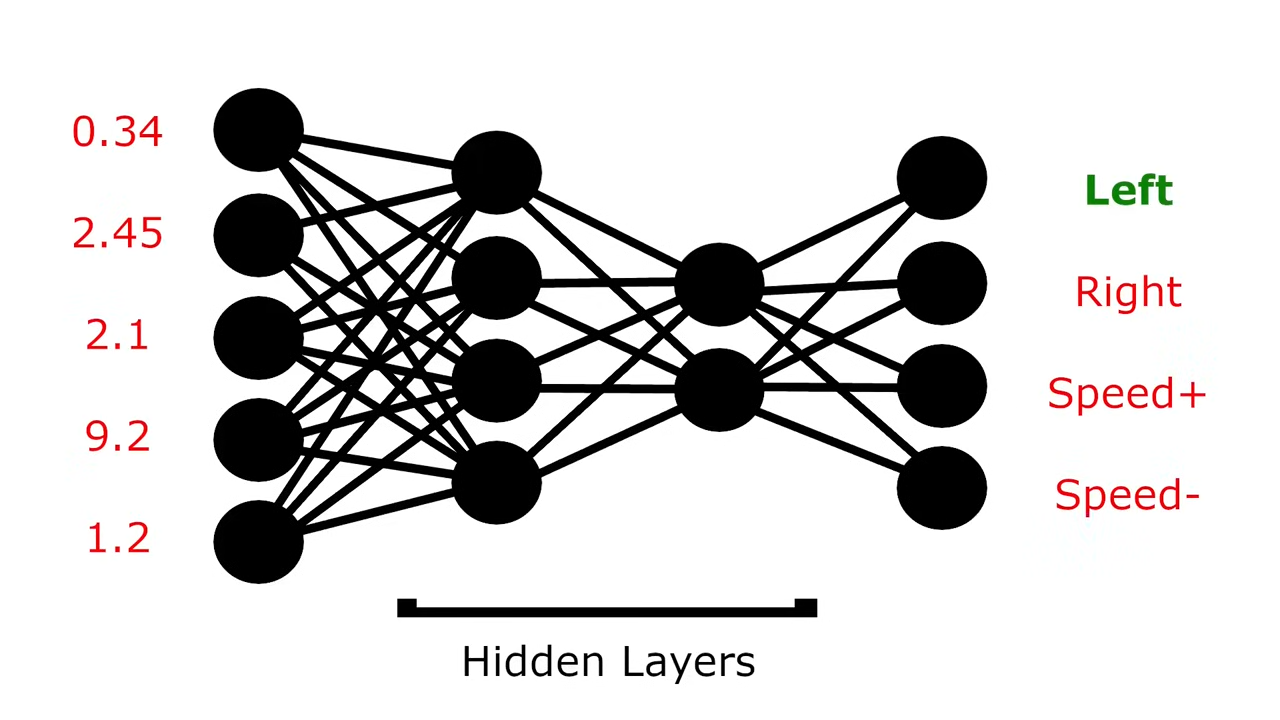 0.34
2.45
2.1
9.2
1.2
Left
Right
Speed+
Speed-
Hidden Layers